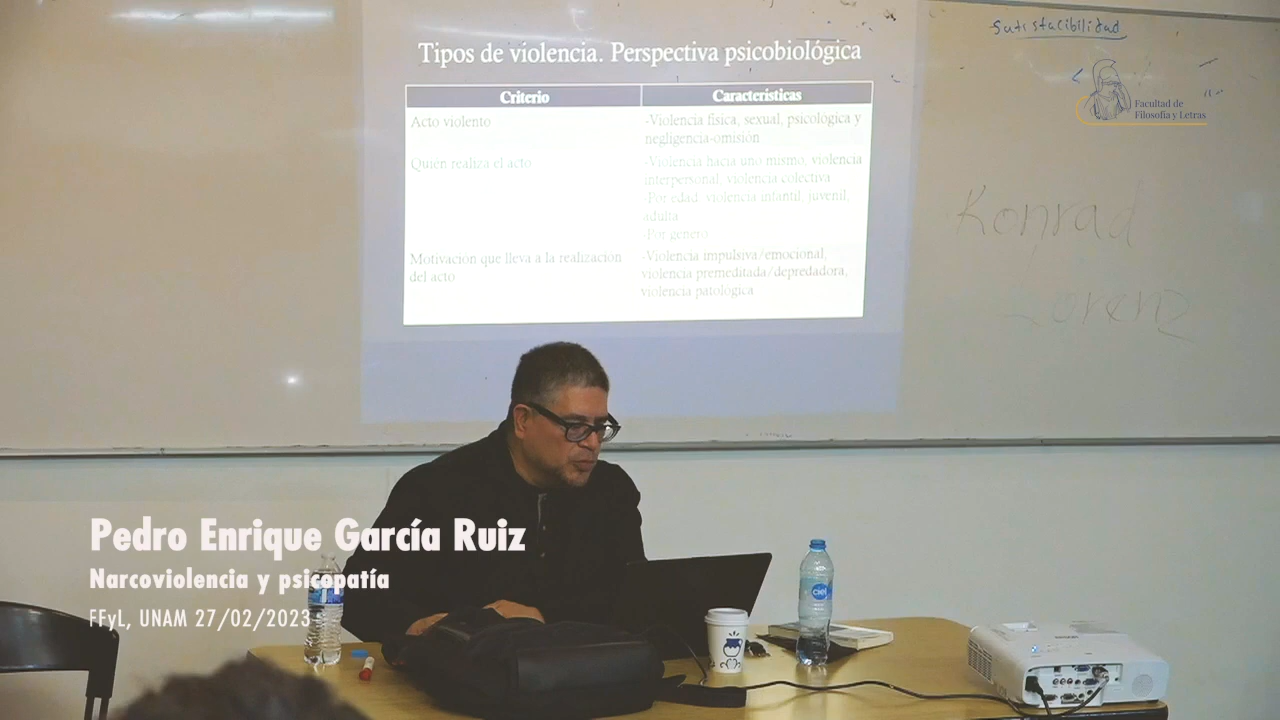 Tipos de violencia. Perspectiva psicobiológica
Criterio
Características
Acto violento
-Violencia física, sexual, psicológica y
negligencia-omisión
Quién realiza el acto
-Violencia hacia uno mismo, violencia
interpersonal, violencia colectiva
-Por edad: violencia infantil, juvenil,
adulta
-Por género
Motivación que lleva a la realización
del acto
-Violencia impulsiva/emocional,
violencia premeditada/depredadora,
violencia patológica
Satisfacibilidad
Facultad de
Filosofía y Letras
Konrad
Lorenz
Pedro Enrique García Ruiz
Narcoviolencia y psicopatía
FFyL, UNAM 27/02/2023
ciel